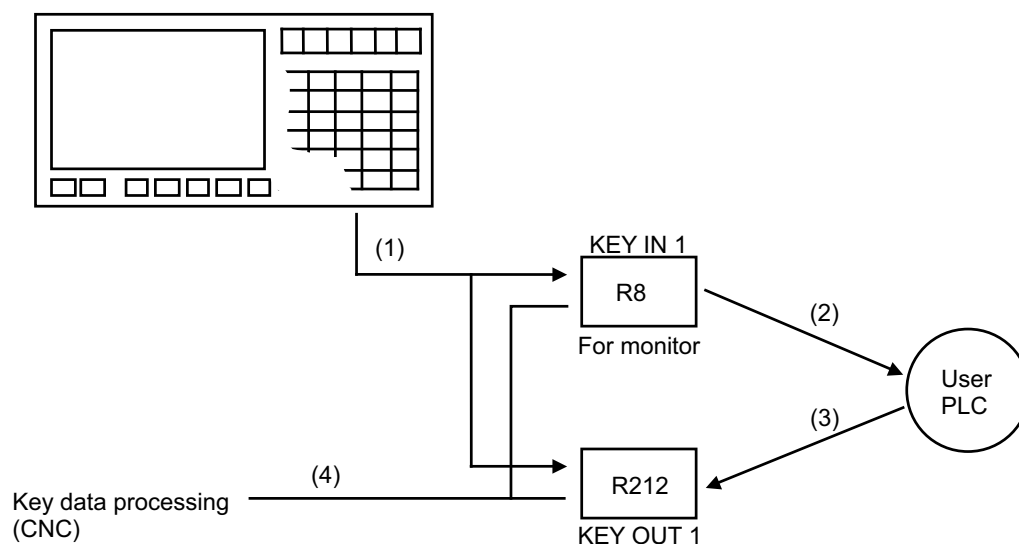 (1)
KEY IN 1
R8
For monitor
(2)
User
PLC
(3)
R212
KEY OUT 1
(4)
Key data processing
(CNC)